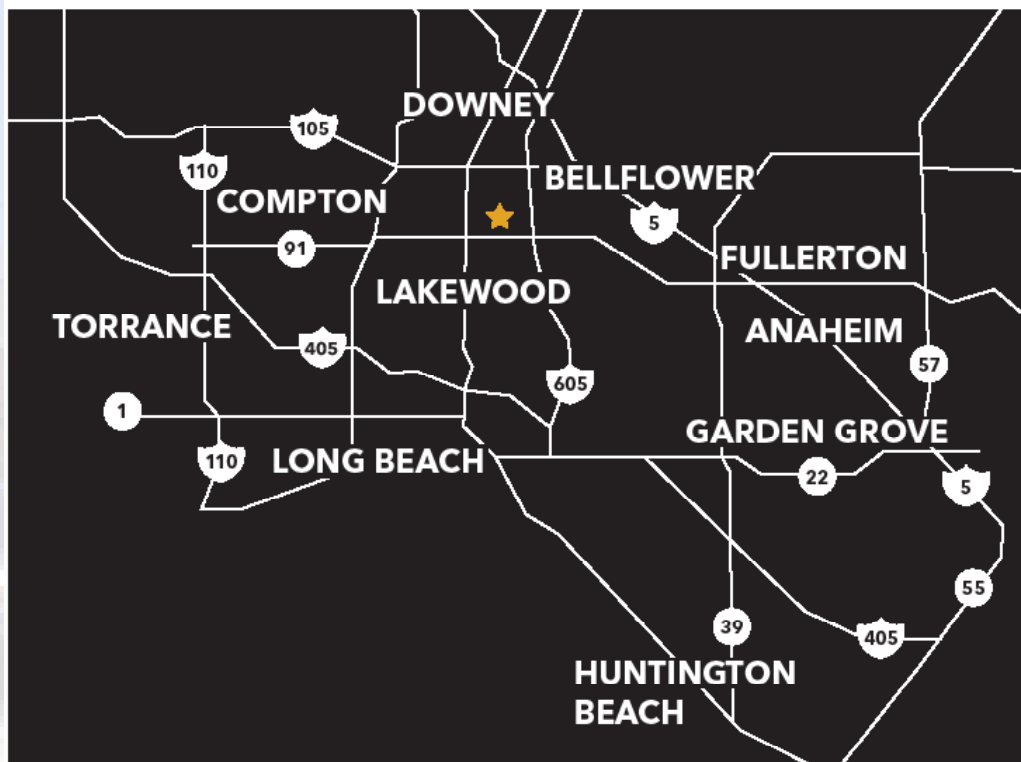 DOWNEY
105
110
BELLFLOWER
COMPTON
5
91
FULLERTON
LAKEWOOD
TORRANCE
ANAHEIM
405
57
605
1
GARDEN GROVE
110
LONG BEACH
22
5
55
39
405
HUNTINGTON
BEACH